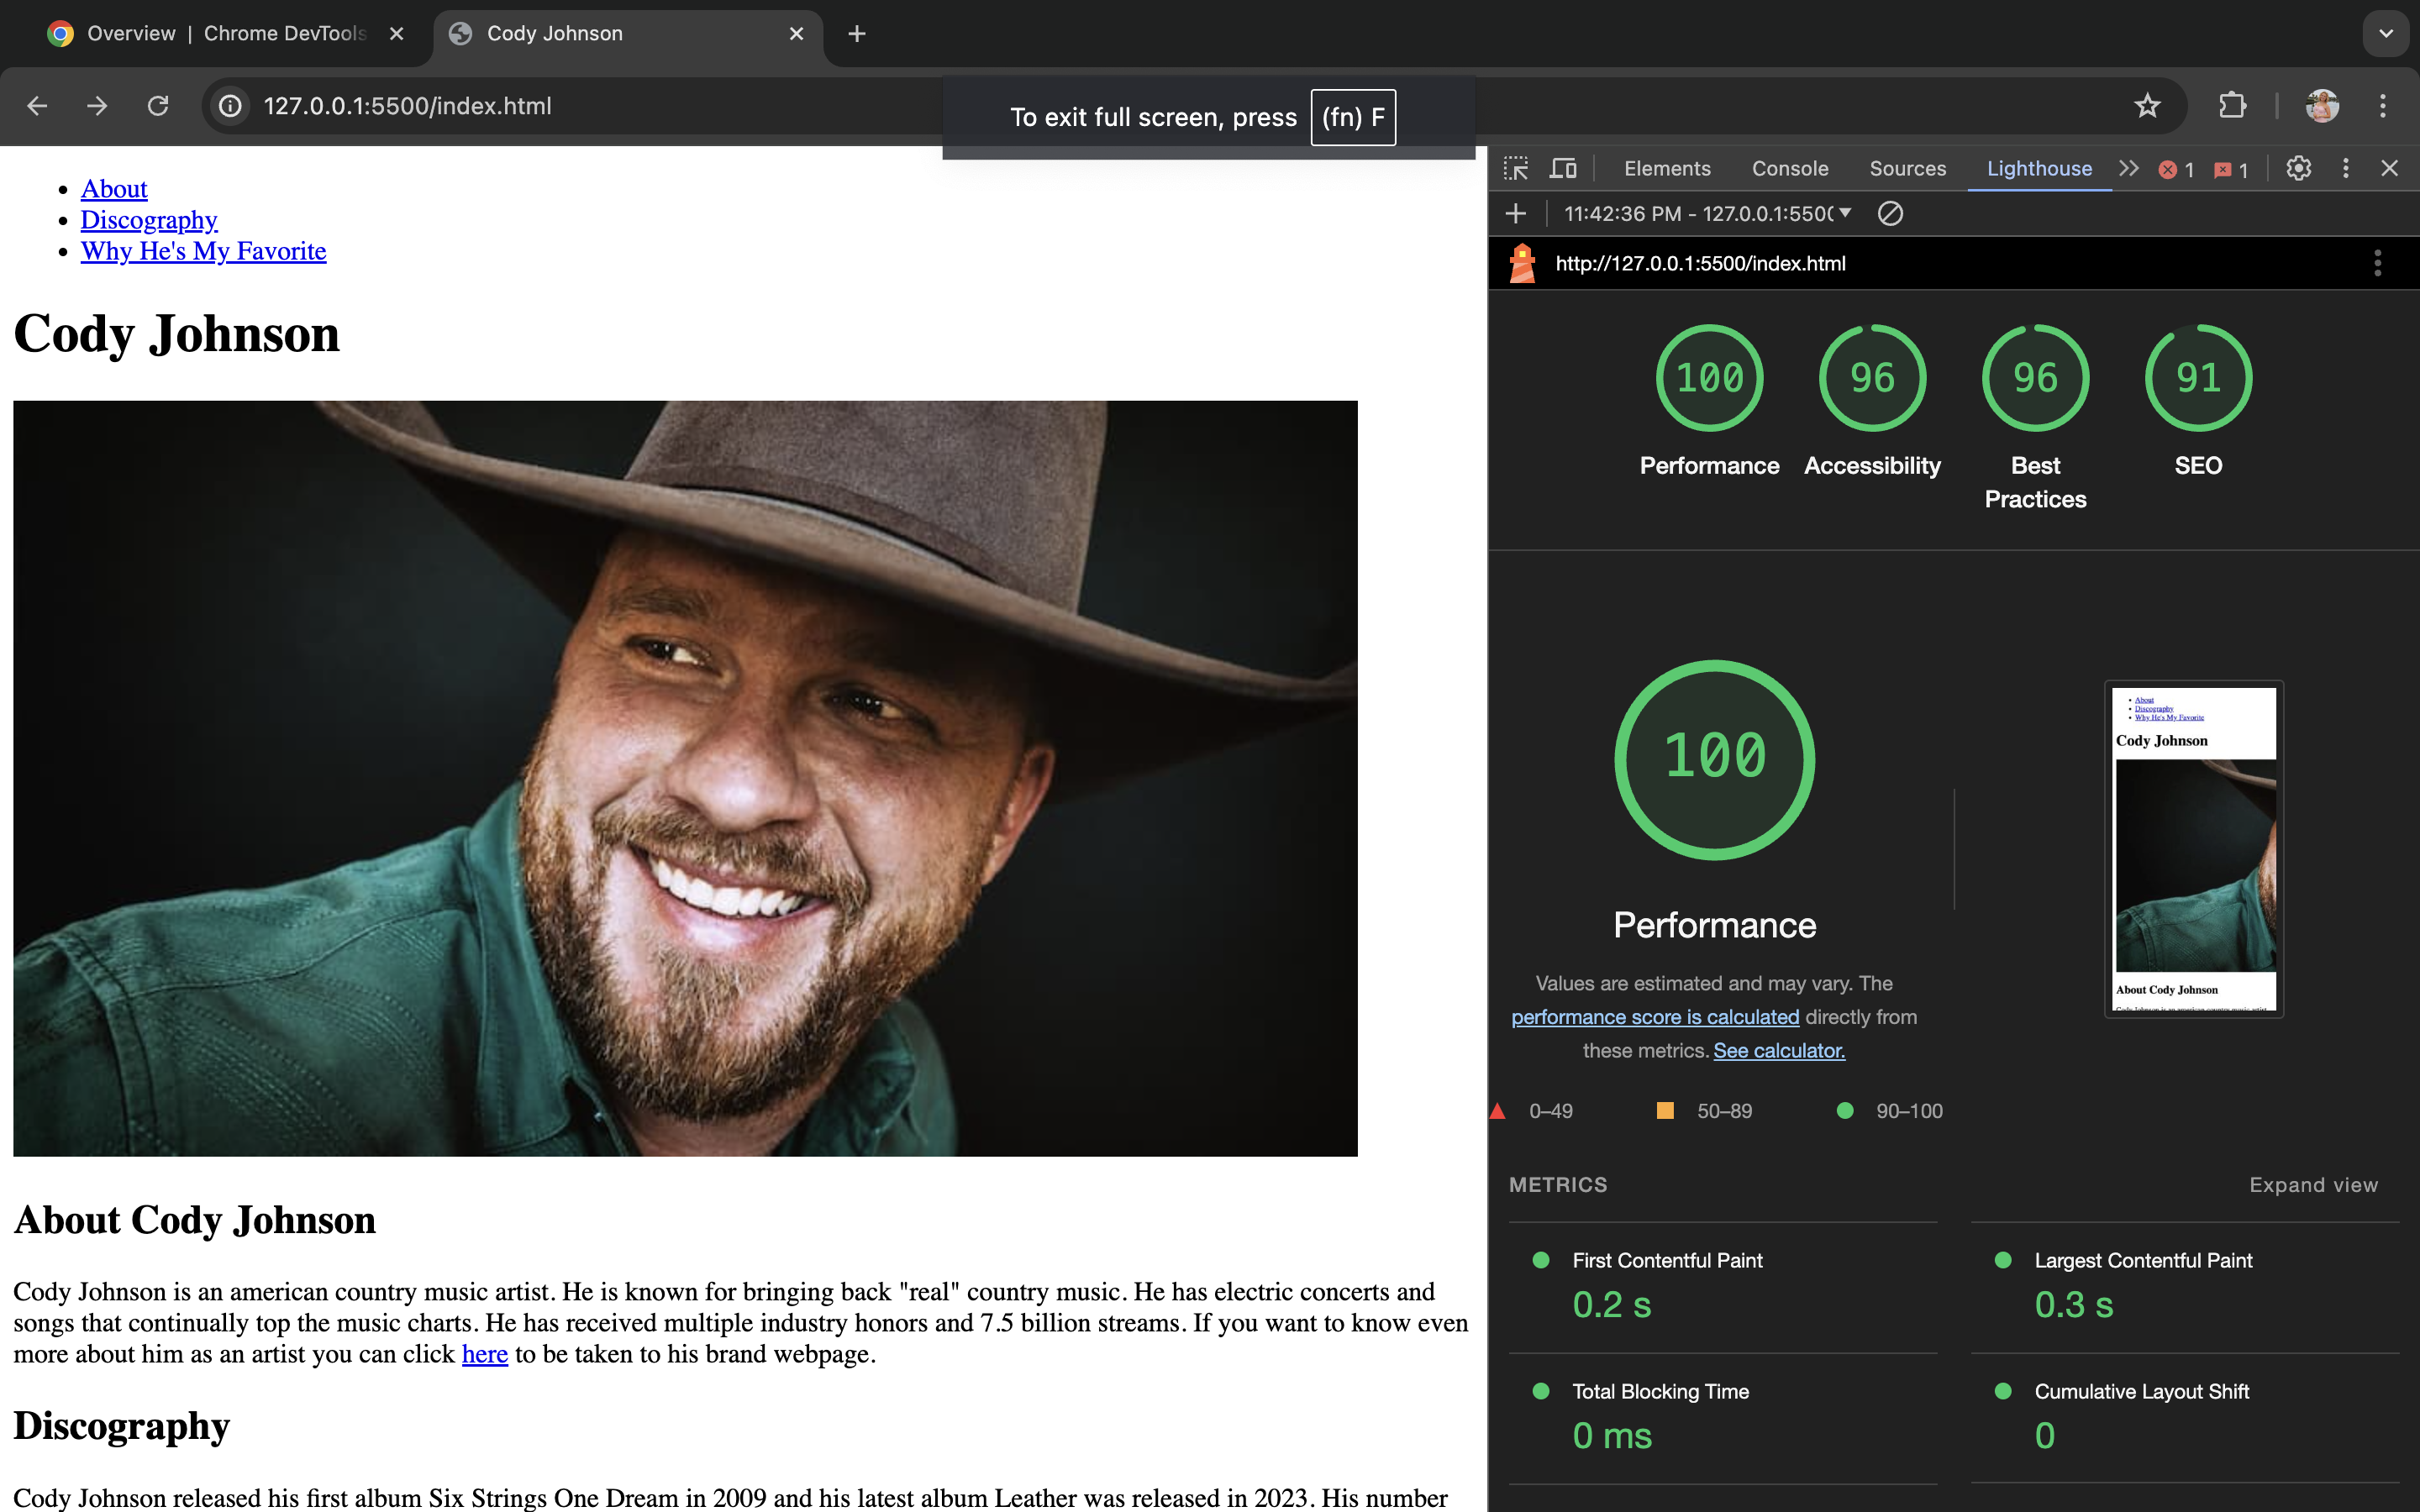 Overview | Chrome DevTools
Cody Johnson
127.0.0.1:5500/index.html
To exit full screen, press (fn) F
About
Discography
Why He's My Favorite
Cody Johnson
About Cody Johnson
Cody Johnson is an american country music artist. He is known for bringing back "real" country music. He has electric concerts and
songs that continually top the music charts. He has received multiple industry honors and 7.5 billion streams. If you want to know even
more about him as an artist you can click here to be taken to his brand webpage.
Discography
Cody Johnson released his first album Six Strings One Dream in 2009 and his latest album Leather was released in 2023. His number
Elements Console Sources Lighthouse 1 1
11:42:36 PM - 127.0.0.1:550
http://127.0.0.1:5500/index.html
100 96 96 91
Performance Accessibility Best SEO
Practices
100
Performance
Values are estimated and may vary. The
performance score is calculated directly from
these metrics. See calculator.
0–49 50–89 90–100
About
Discography
Why He's My Favorite
Cody Johnson
About Cody Johnson
METRICS Expand view
First Contentful Paint
0.2 s
Largest Contentful Paint
0.3 s
Total Blocking Time
0 ms
Cumulative Layout Shift
0